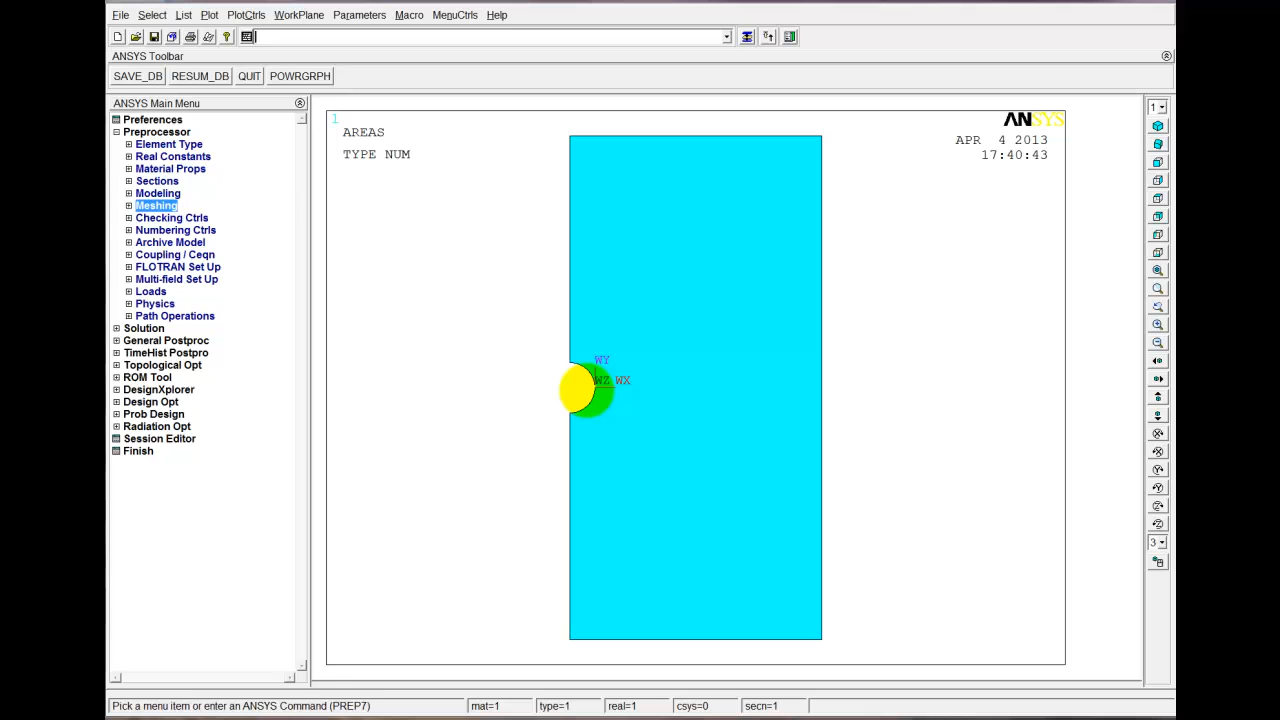 File Select List Plot PlotCtrls WorkPlane Parameters Macro MenuCtrls Help
ANSYS Toolbar
SAVE_DB RESUM_DB QUIT POWRGRPH
ANSYS Main Menu
Preferences
Preprocessor
Element Type
Real Constants
Material Props
Sections
Modeling
Meshing
Checking Ctrls
Numbering Ctrls
Archive Model
Coupling / Ceqn
FLOTRAN Set Up
Multi-field Set Up
Loads
Physics
Path Operations
Solution
General Postproc
TimeHist Postpro
Topological Opt
ROM Tool
DesignXplorer
Design Opt
Prob Design
Radiation Opt
Session Editor
Finish
1
AREAS
TYPE NUM
ANSYS
APR 4 2013
17:40:43
WY
WZ WX
1
3
Pick a menu item or enter an ANSYS Command (PREP7) mat=1 type=1 real=1 csys=0 secn=1